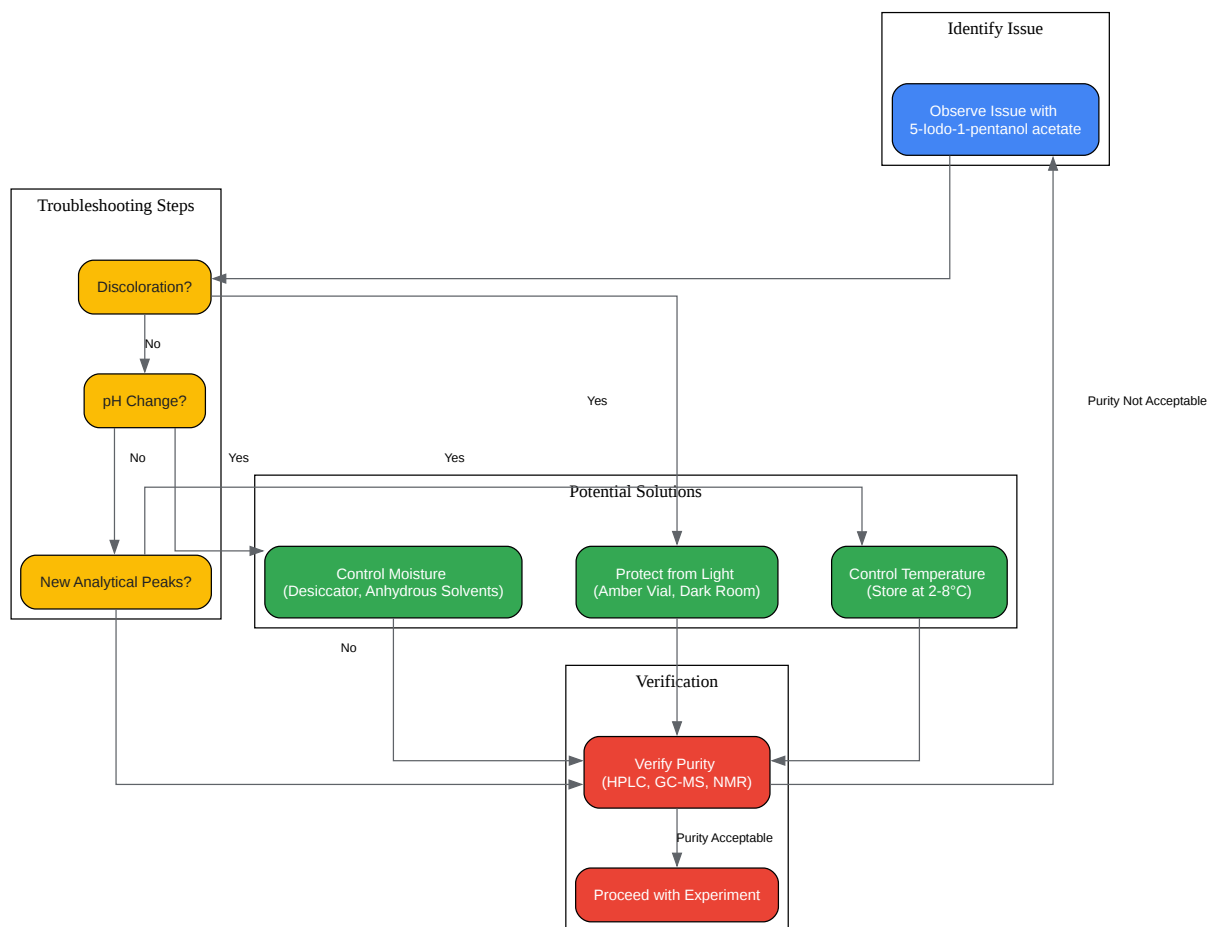 Identify Issue
Observe Issue with
5-Iodo-1-pentanol acetate
Troubleshooting Steps
Discoloration?
No
pH Change?
Yes
Purity Not Acceptable
No
Yes
Yes
Potential Solutions
New Analytical Peaks?
Control Moisture
(Desiccator, Anhydrous Solvents)
Protect from Light
(Amber Vial, Dark Room)
Control Temperature
(Store at 2-8°C)
No
Verification
Verify Purity
(HPLC, GC-MS, NMR)
Purity Acceptable
Proceed with Experiment